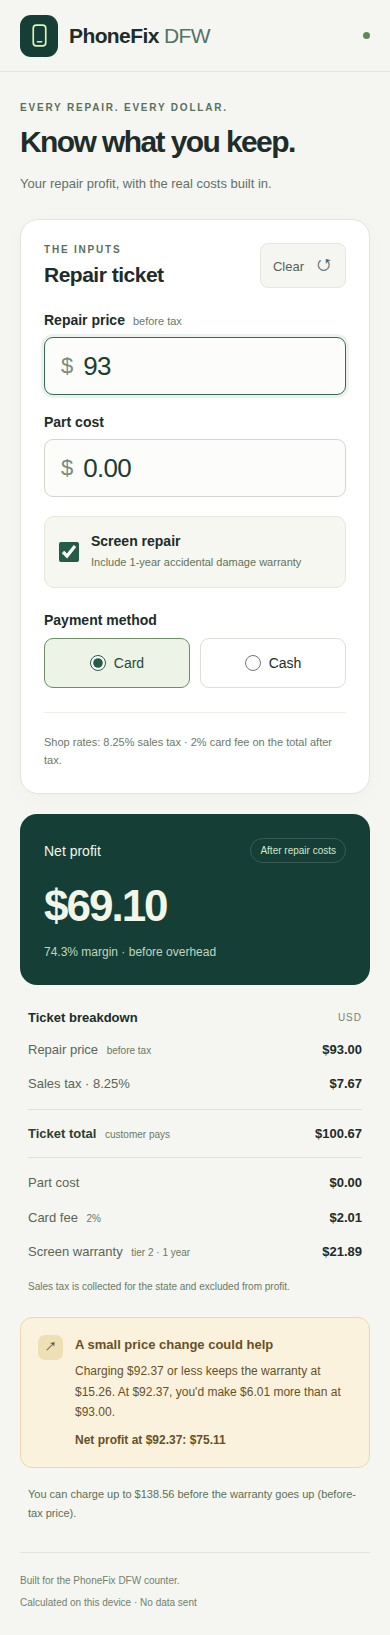 PhoneFix DFW
EVERY REPAIR. EVERY DOLLAR.
Know what you keep.
Your repair profit, with the real costs built in.
THE INPUTS
Repair ticket
Clear
Repair price before tax
$ 93
Part cost
$ 0.00
Screen repair
Include 1-year accidental damage warranty
Payment method
Card
Cash
Shop rates: 8.25% sales tax · 2% card fee on the total after
tax.
Net profit
After repair costs
$69.10
74.3% margin · before overhead
Ticket breakdown
USD
Repair price before tax
$93.00
Sales tax · 8.25%
$7.67
Ticket total customer pays
$100.67
Part cost
$0.00
Card fee 2%
$2.01
Screen warranty tier 2 · 1 year
$21.89
Sales tax is collected for the state and excluded from profit.
A small price change could help
Charging $92.37 or less keeps the warranty at
$15.26. At $92.37, you'd make $6.01 more than at
$93.00.
Net profit at $92.37: $75.11
You can charge up to $138.56 before the warranty goes up (before-
tax price).
Built for the PhoneFix DFW counter.
Calculated on this device · No data sent